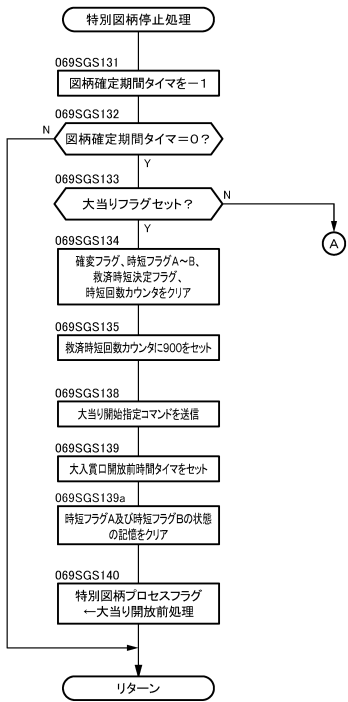 特別図柄停止処理
069SGS131
図柄確定期間タイマを－１
069SGS132
N
図柄確定期間タイマ＝０？
Y
069SGS133
N
大当りフラグセット？
Y
A
069SGS134
確変フラグ、時短フラグA～B、
救済時短決定フラグ、
時短回数カウンタをクリア
069SGS135
救済時短回数カウンタに900をセット
069SGS138
大当り開始指定コマンドを送信
069SGS139
大入賞口開放前時間タイマをセット
069SGS139a
時短フラグA及び時短フラグBの状態
の記憶をクリア
069SGS140
特別図柄プロセスフラグ
←大当り開放前処理
リターン